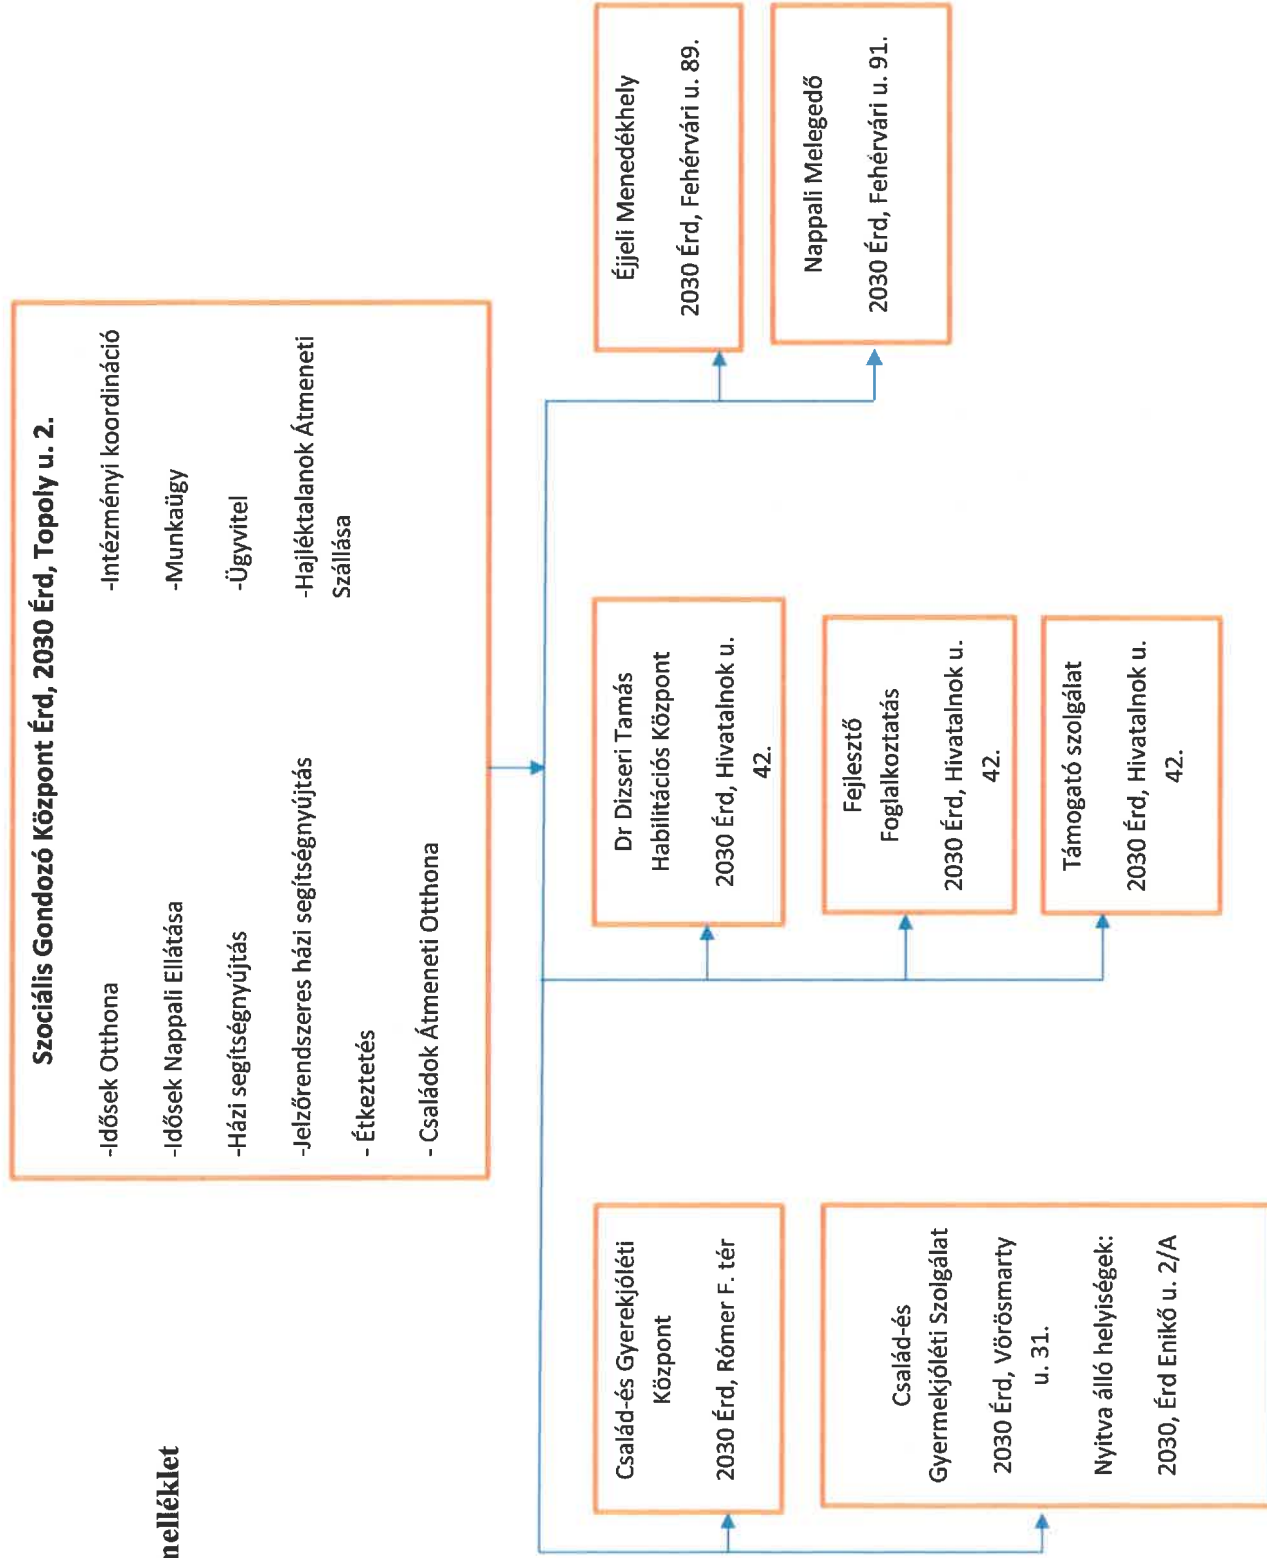 nelléklet
Szociális Gondozó Központ Érd, 2030 Érd, Topoly u. 2.
-Idősek Otthona
-Idősek Nappali Ellátása
-Házi segítségnyújtás
-Jelzőrendszeres házi segítségnyújtás
- Étkeztetés
- Családok Átmeneti Otthona
-Intézményi koordináció
-Munkaügy
-Ügyvitel
-Hajléktalanok Átmeneti
Szállása
Család-és Gyerekjóléti
Központ
2030 Érd, Rómer F. tér
Család-és
Gyermekjóléti Szolgálat
2030 Érd, Vörösmarty
u. 31.
Nyitva álló helyiségek:
2030, Érd Enikő u. 2/A
Dr Dizseri Tamás
Habilitációs Központ
2030 Érd, Hivatalnok u.
42.
Fejlesztő
Foglalkoztatás
2030 Érd, Hivatalnok u.
42.
Támogató szolgálat
2030 Érd, Hivatalnok u.
42.
Éjjeli Menedékhely
2030 Érd, Fehérvári u. 89.
Nappali Melegedő
2030 Érd, Fehérvári u. 91.